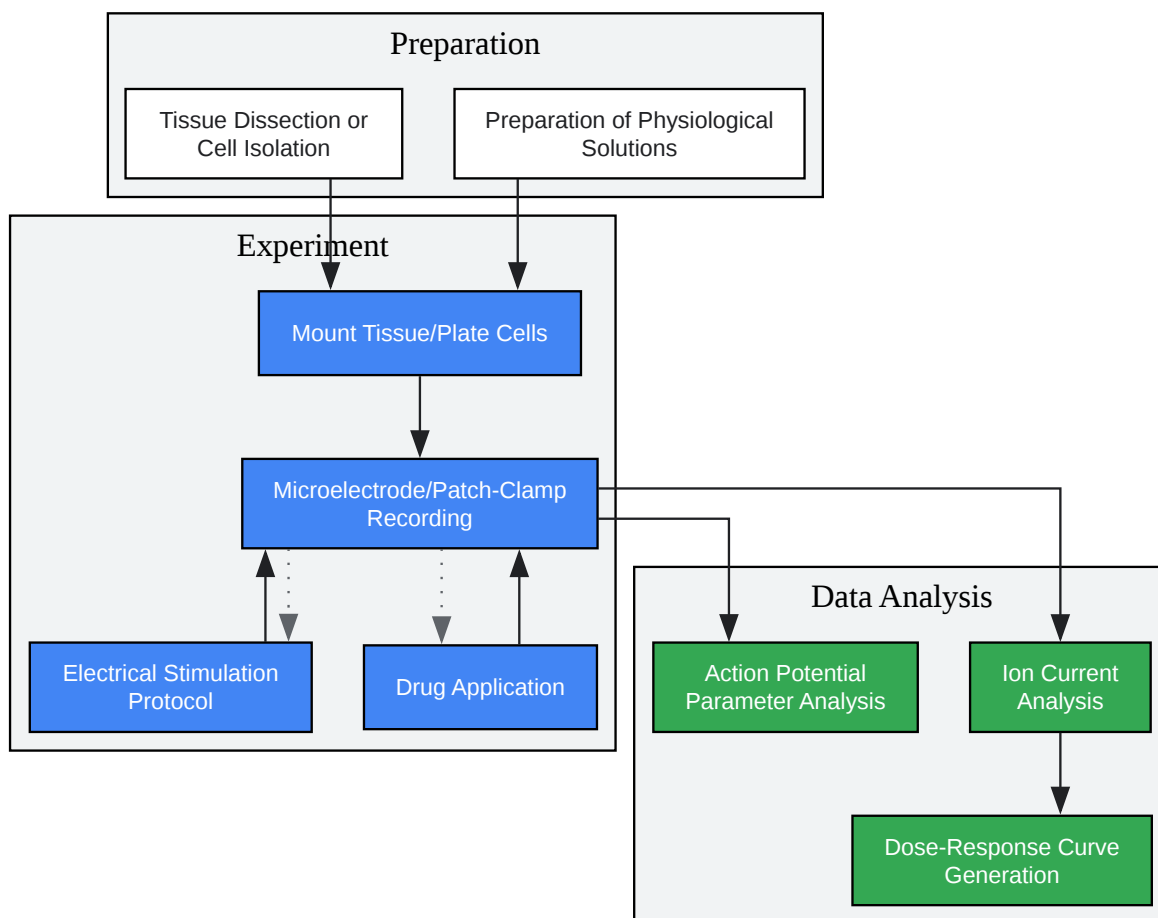 Preparation
Tissue Dissection or
Cell Isolation
Preparation of Physiological
Solutions
Experiment
Mount Tissue/Plate Cells
Microelectrode/Patch-Clamp
Recording
Electrical Stimulation
Protocol
Drug Application
Data Analysis
Action Potential
Parameter Analysis
Ion Current
Analysis
Dose-Response Curve
Generation